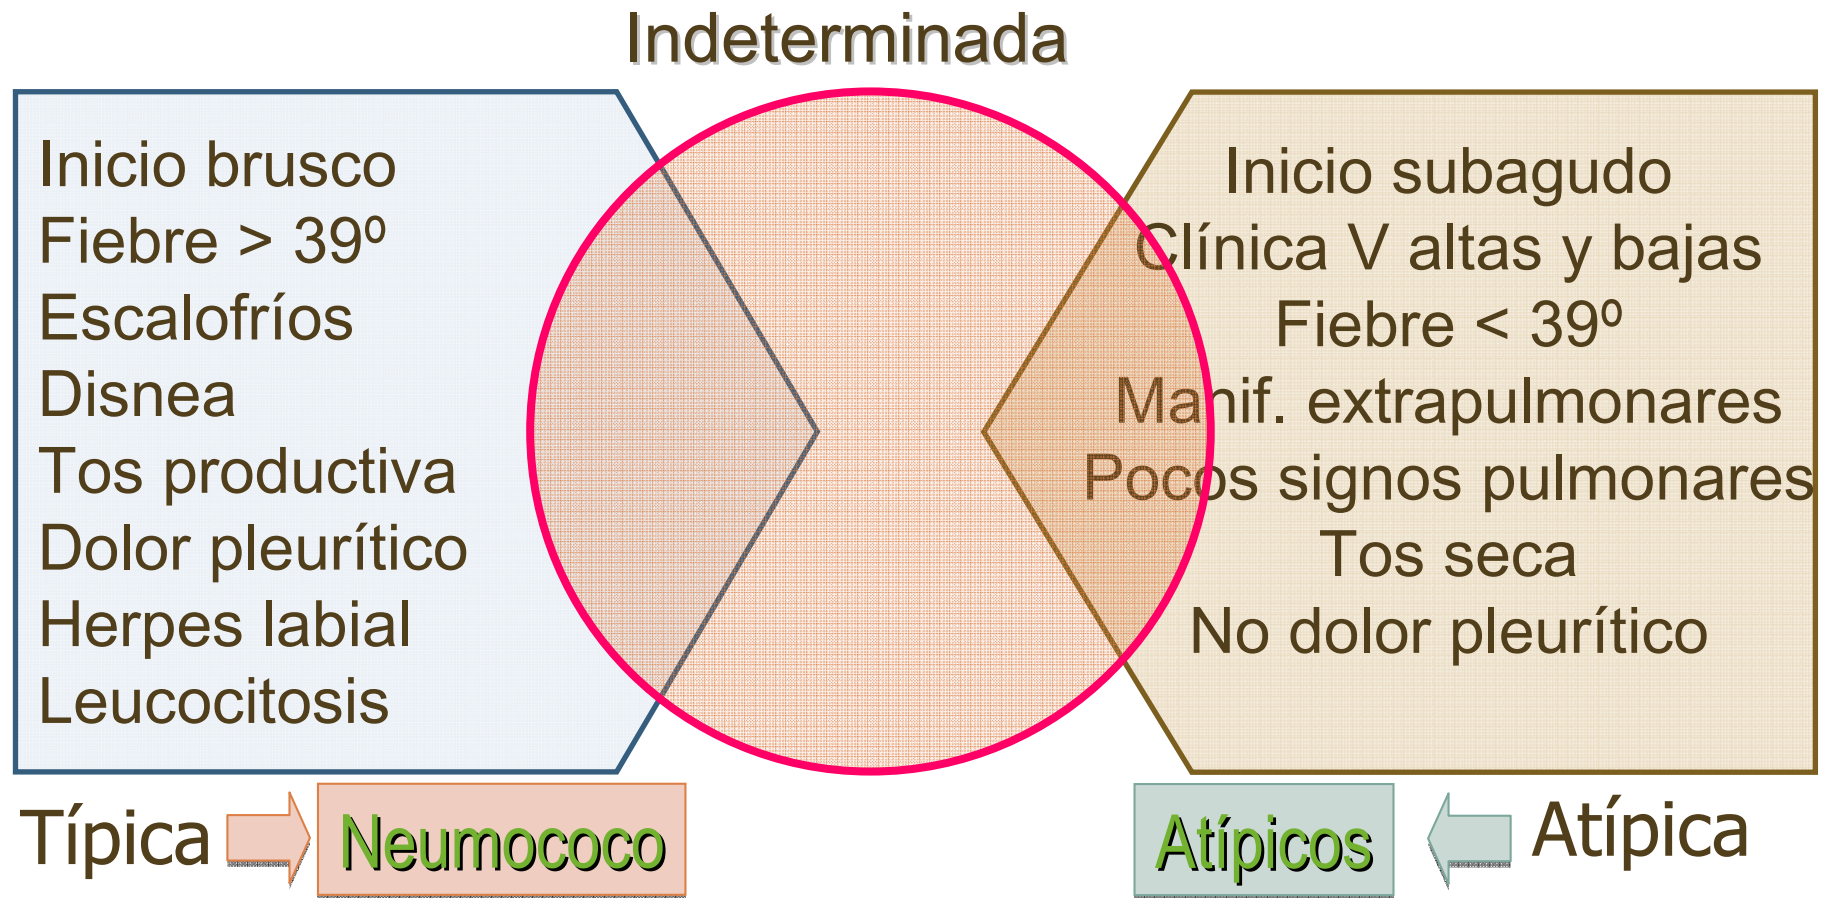 Indeterminada
Inicio brusco
Fiebre > 39º
Escalofríos
Disnea
Tos productiva
Dolor pleurítico
Herpes labial
Leucocitosis
Inicio subagudo
Clínica V altas y bajas
Fiebre < 39º
Manif. extrapulmonares
Pocos signos pulmonares
Tos seca
No dolor pleurítico
Típica
Neumococo
Atípicos
Atípica